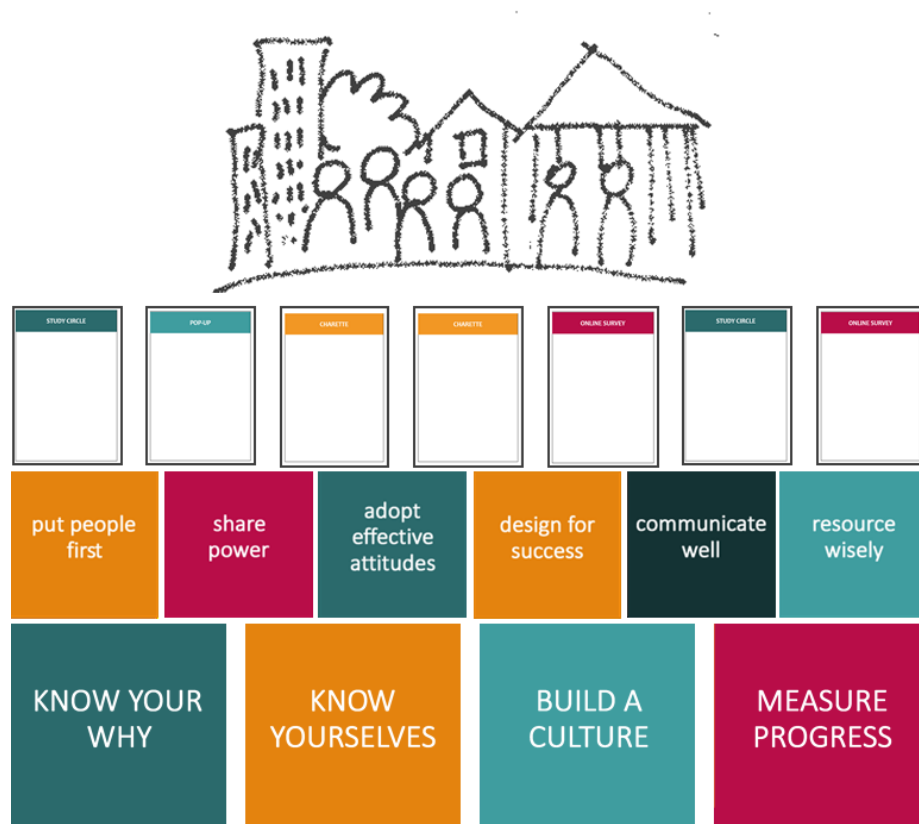 STUDY CIRCLE
POP-UP
CHARETTE
CHARETTE
ONLINE SURVEY
STUDY CIRCLE
ONLINE SURVEY
put people
first
share
power
adopt
effective
attitudes
design for
success
communicate
well
resource
wisely
KNOW YOUR
WHY
KNOW
YOURSELVES
BUILD A
CULTURE
MEASURE
PROGRESS